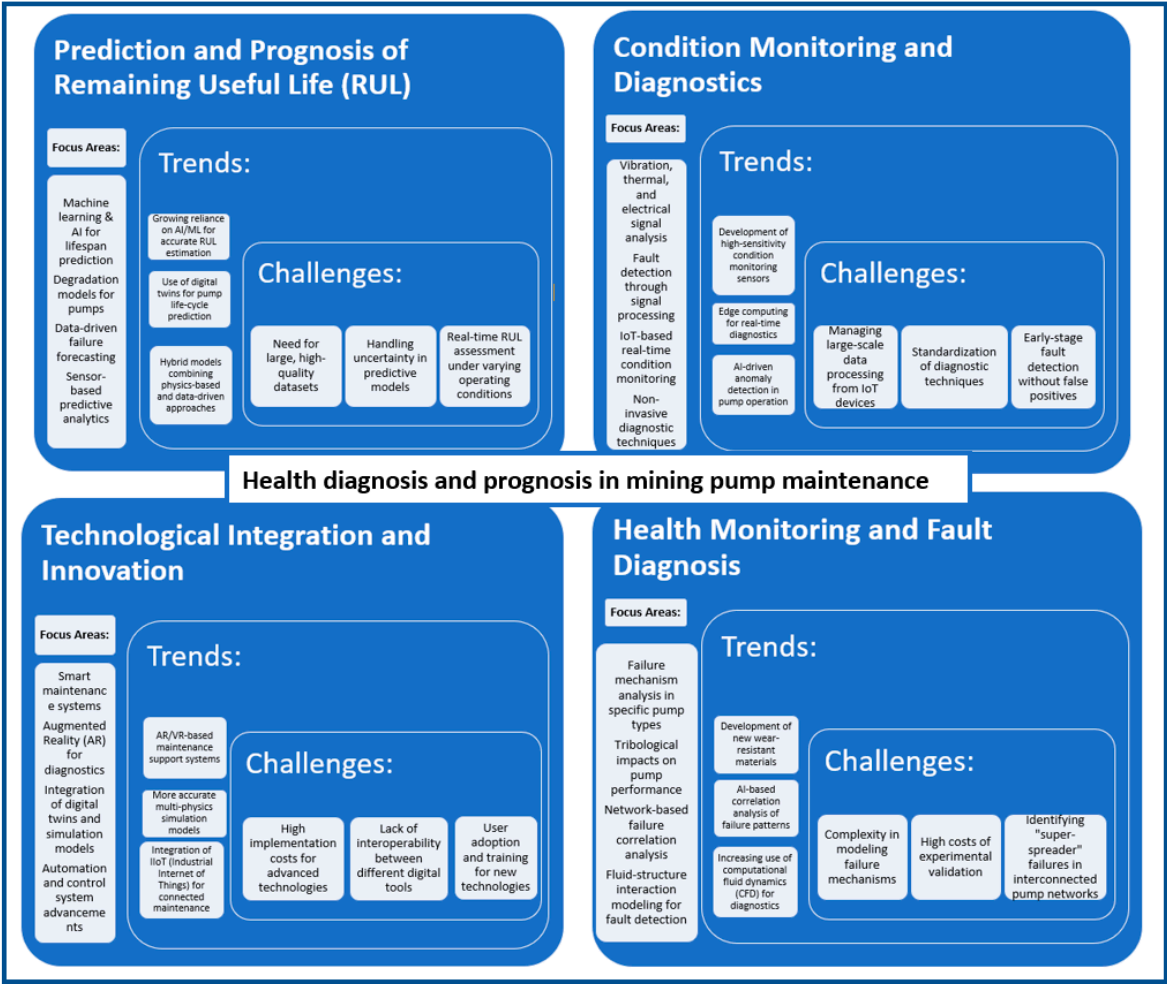 Prediction and Prognosis of
Remaining Useful Life (RUL)
Focus Areas:
Machine
learning &
AI for
lifespan
prediction
Degradation
models for
pumps
Data-driven
failure
forecasting
Sensor-
based
predictive
analytics
Trends:
Growing reliance
on AI/ML for
accurate RUL
estimation
Use of digital
twins for pump
life-cycle
prediction
Hybrid models
combining
physics-based
and data-driven
approaches
Challenges:
Need for
large, high-
quality
datasets
Handling
uncertainty in
predictive
models
Real-time RUL
assessment
under varying
operating
conditions
Condition Monitoring and
Diagnostics
Focus Areas:
Vibration,
thermal,
and
electrical
signal
analysis
Fault
detection
through
signal
processing
IoT-based
real-time
condition
monitoring
Non-
invasive
diagnostic
techniques
Trends:
Development of
high-sensitivity
condition
monitoring
sensors
Edge computing
for real-time
diagnostics
AI-driven
anomaly
detection in
pump operation
Challenges:
Managing
large-scale
data
processing
from IoT
devices
Standardization
of diagnostic
techniques
Early-stage
fault
detection
without false
positives
Health diagnosis and prognosis in mining pump maintenance
Technological Integration and
Innovation
Focus Areas:
Smart
maintenanc
e systems
Augmented
Reality (AR)
for
diagnostics
Integration
of digital
twins and
simulation
models
Automation
and control
system
advanceme
nts
Trends:
AR/VR-based
maintenance
support systems
More accurate
multi-physics
simulation
models
Integration of
IIoT (Industrial
Internet of
Things) for
connected
maintenance
Challenges:
High
implementation
costs for
advanced
technologies
Lack of
interoperability
between
different digital
tools
User
adoption
and training
for new
technologies
Health Monitoring and Fault
Diagnosis
Focus Areas:
Failure
mechanism
analysis in
specific pump
types
Tribological
impacts on
pump
performance
Network-based
failure
correlation
analysis
Fluid-structure
interaction
modeling for
fault detection
Trends:
Development of
new wear-
resistant
materials
AI-based
correlation
analysis of
failure patterns
Increasing use of
computational
fluid dynamics
(CFD) for
diagnostics
Challenges:
Complexity in
modeling
failure
mechanisms
High costs of
experimental
validation
Identifying
"super-
spreader"
failures in
interconnected
pump networks